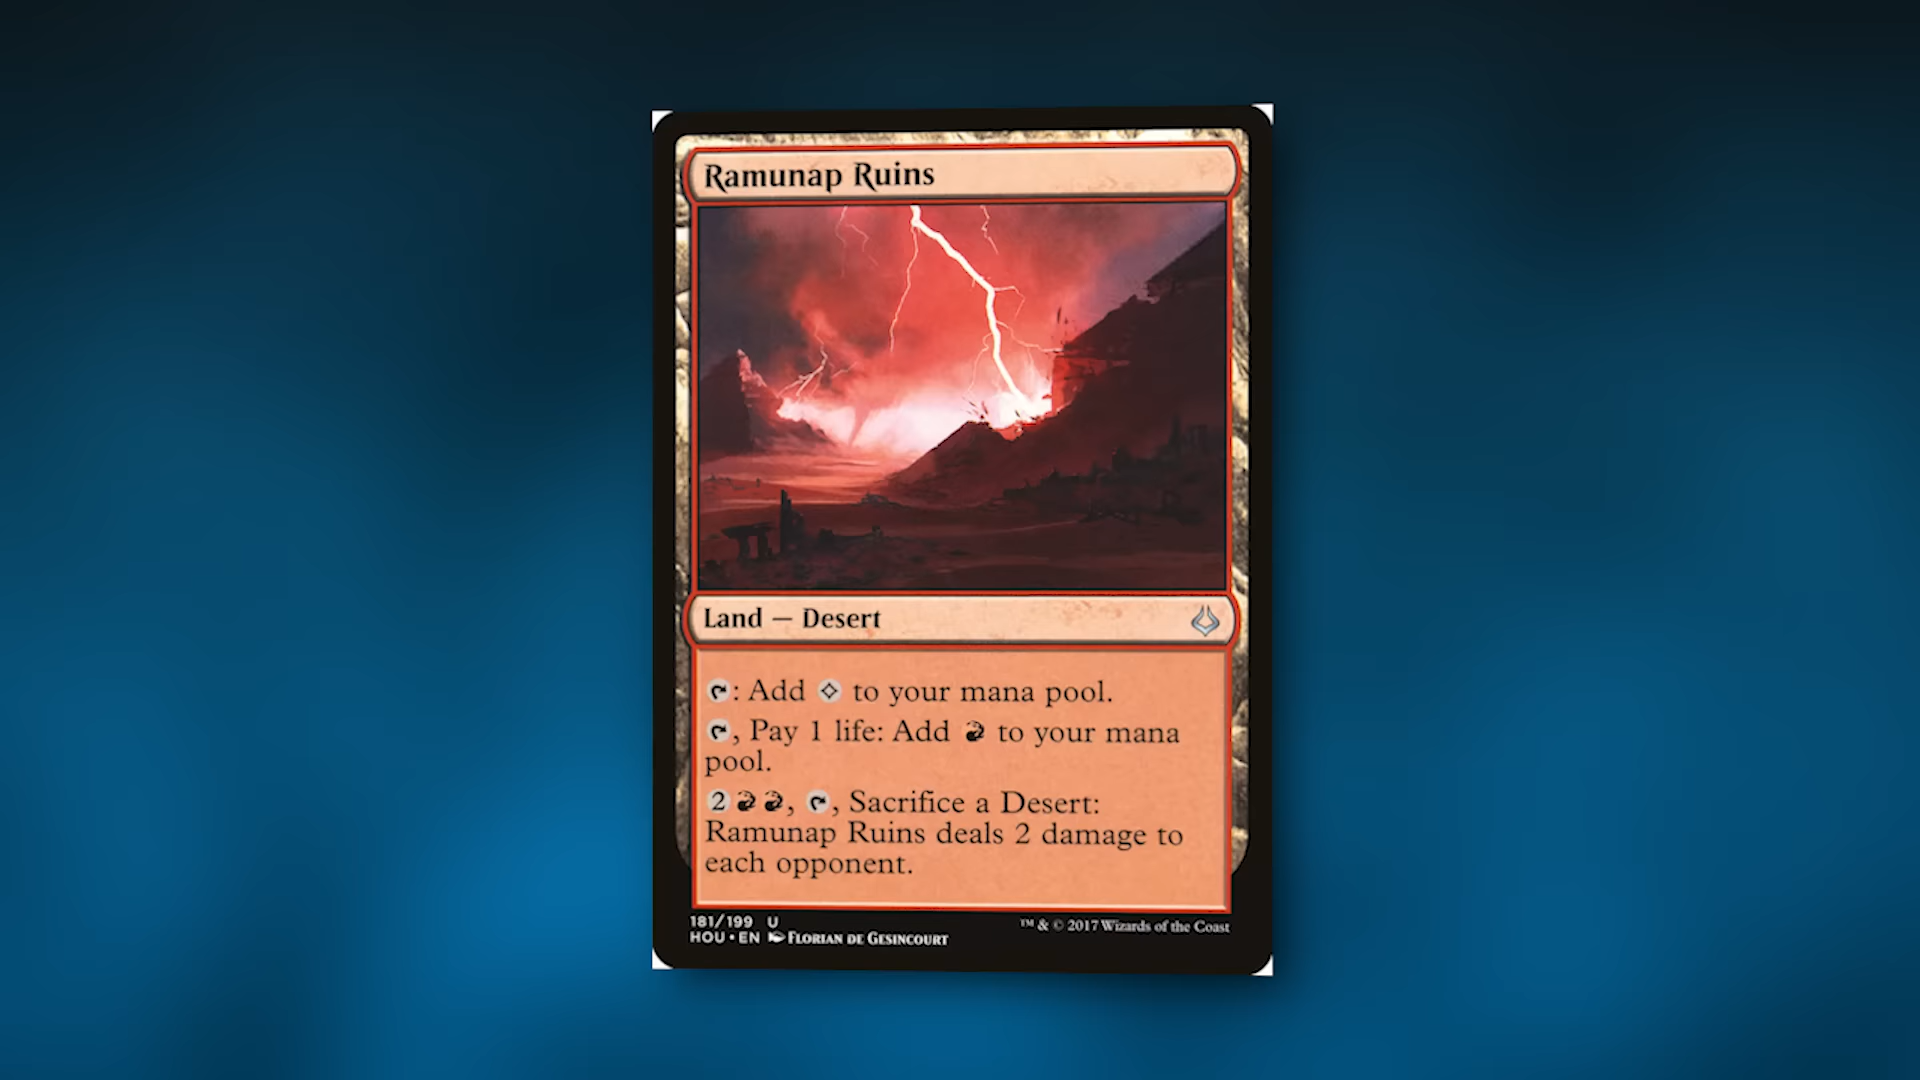 Ramunap Ruins
Land — Desert
: Add to your mana pool.
, Pay 1 life: Add to your mana
pool.
2 , , Sacrifice a Desert:
Ramunap Ruins deals 2 damage to
each opponent.
181/199 U
HOU • EN Florian de Gesincourt
™ & © 2017 Wizards of the Coast